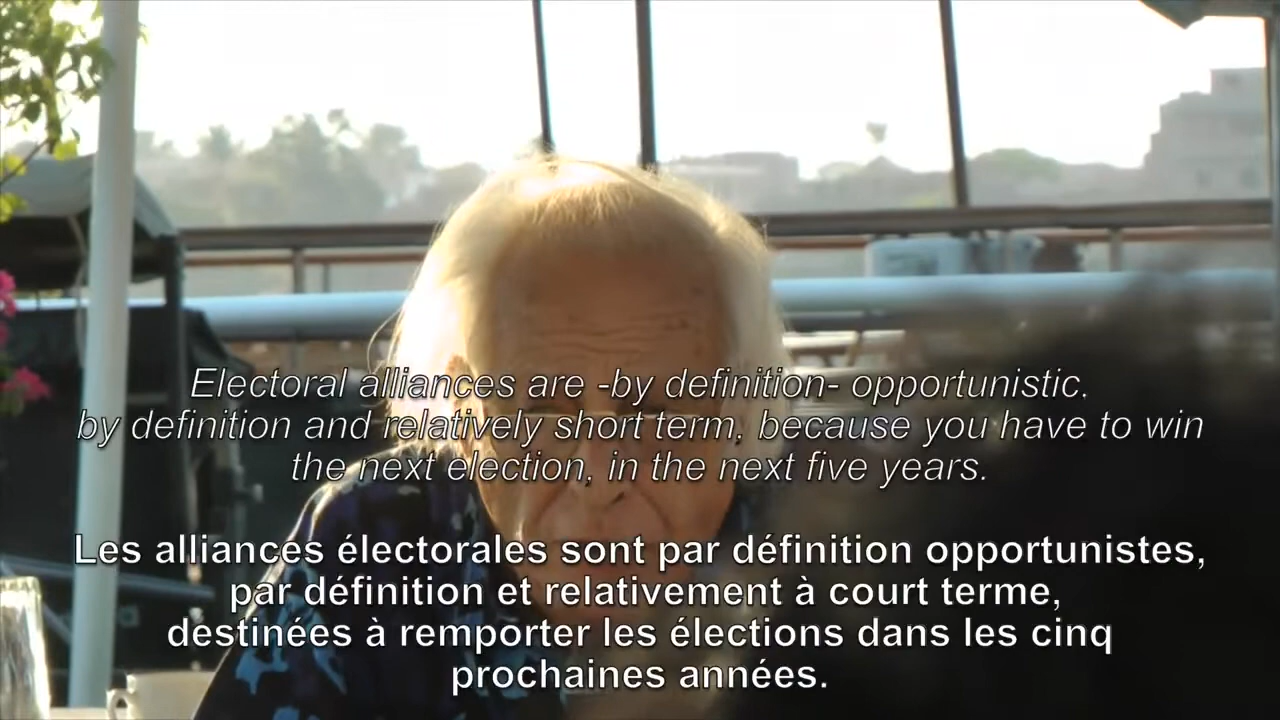 Electoral alliances are -by definition- opportunistic.
by definition and relatively short term, because you have to win
the next election, in the next five years.
Les alliances électorales sont par définition opportunistes,
par définition et relativement à court terme,
destinées à remporter les élections dans les cinq
prochaines années.